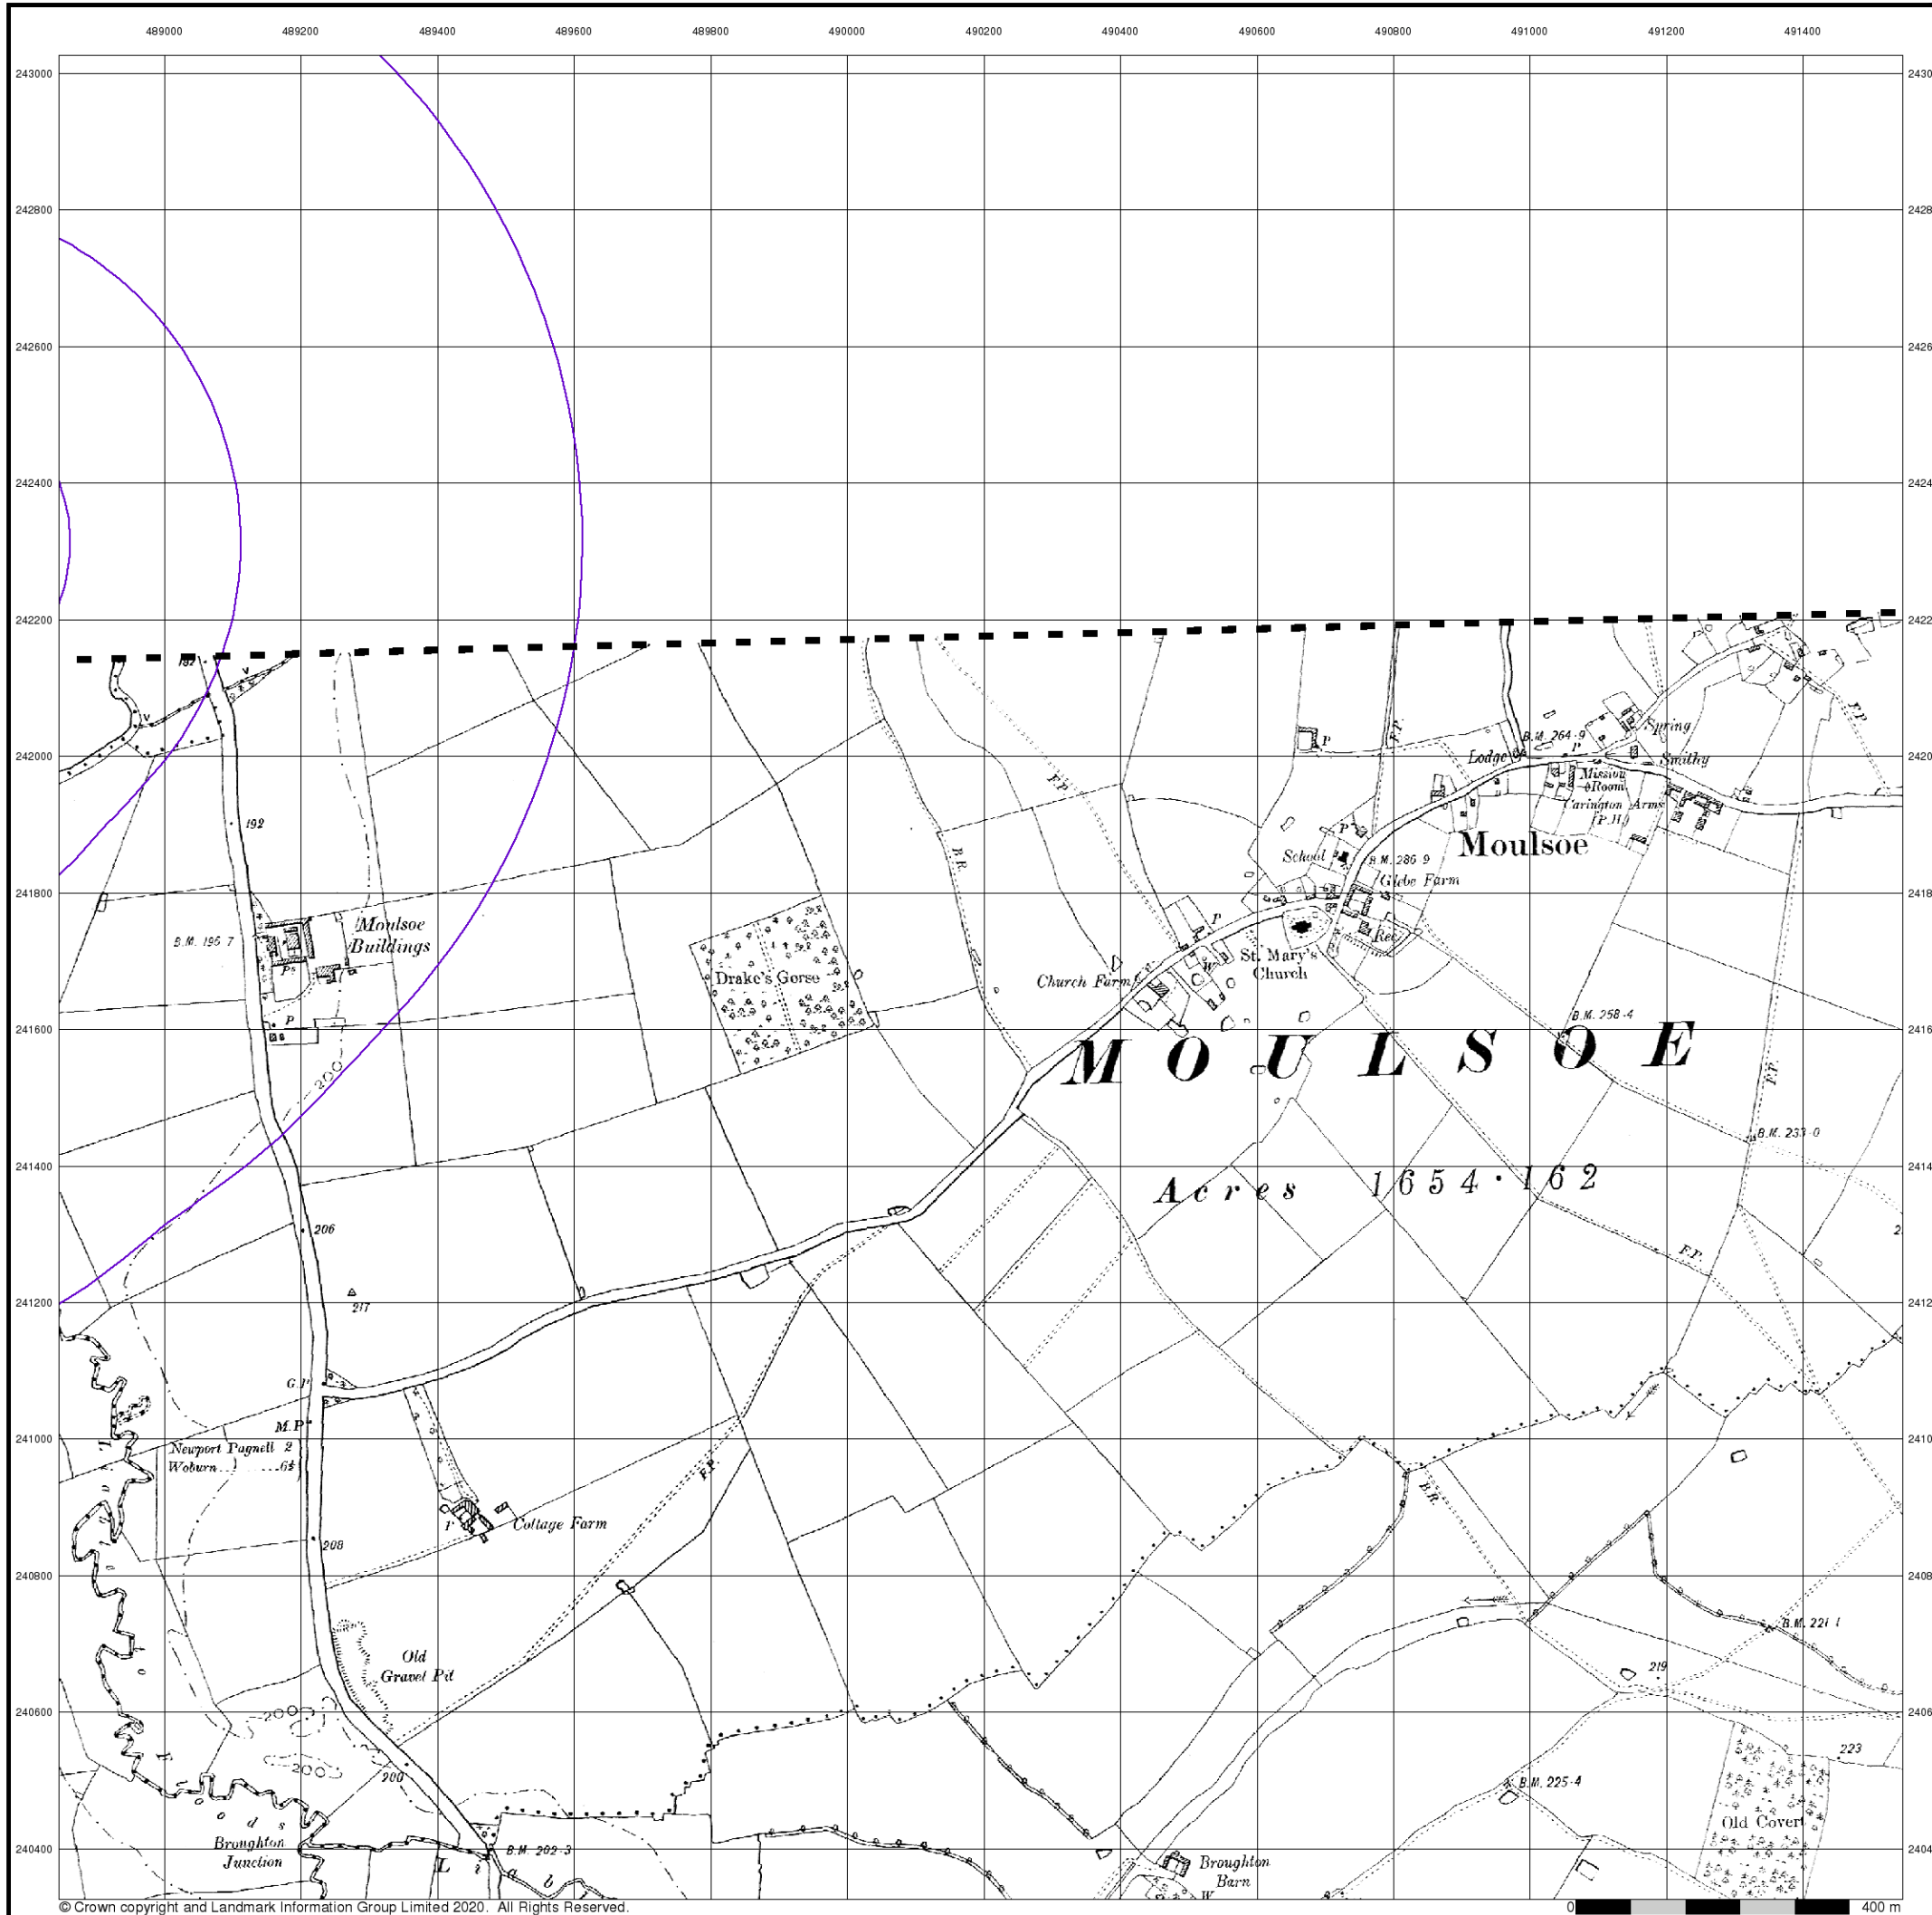 489000 489200 489400 489600 489800 490000 490200 490400 490600 490800 491000 491200 491400
243000
242800
242600
242400
242200
242000
241800
241600
241400
241200
241000
240800
240600
240400
Spring
B.M. 264·9
P
Lodge
Smithy
Mission
Room
Carington Arms
(P.H.)
F.P.
F.P.
F.P.
P
192
Moulsoe
P
School
B.M. 286·9
Glebe Farm
B.R.
Moulsoe
Buildings
B.M. 196·7
Ps
P
P
Rec
W
St. Mary's
Church
Drake's Gorse
Church Farm
B.M. 258·4
MOULSOE
200
F.P.
B.M. 233·0
Acres 1654·162
206
F.P.
217
G.P.
M.P.
Newport Pagnell 2
Woburn 6½
F.P.
B.R.
Cottage Farm
208
B.M. 221·1
Old
Gravel Pit
219
200
200
200
223
B.M. 225·4
Old Covert
Broughton
Junction
B.M. 202·3
Broughton
Barn
W
© Crown copyright and Landmark Information Group Limited 2020. All Rights Reserved.
0 400 m